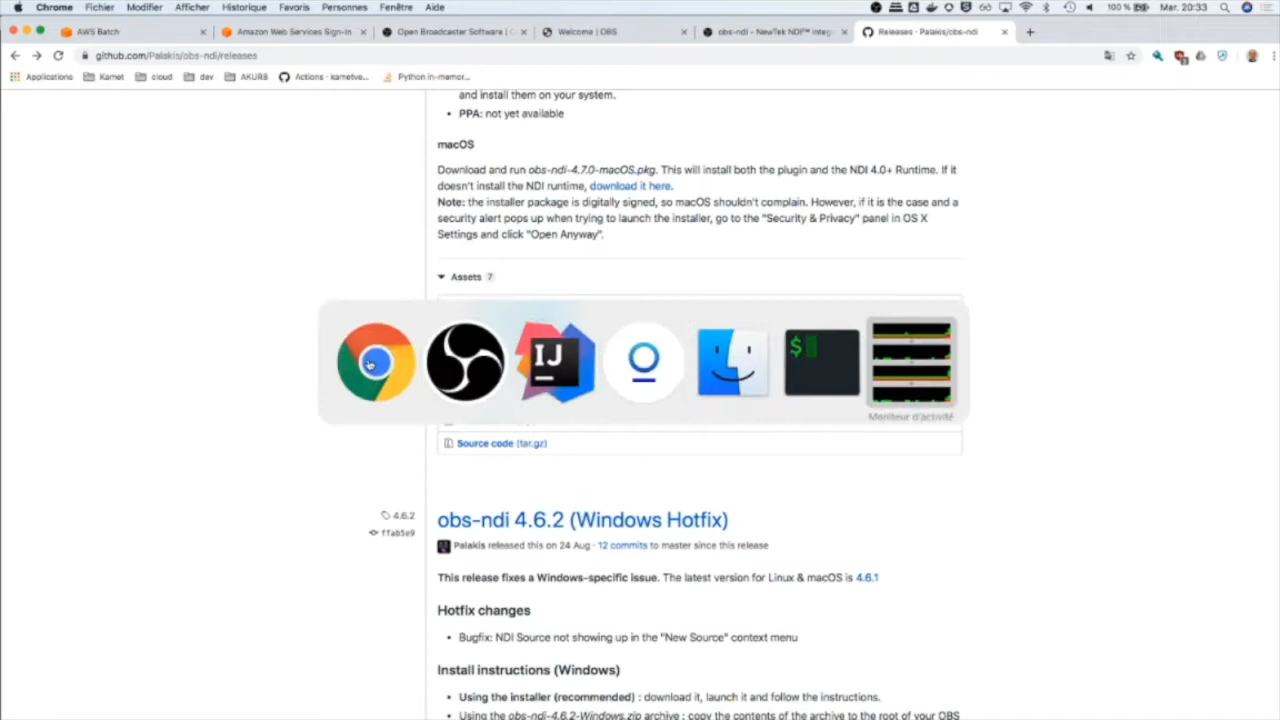 Chrome Fichier Modifier Afficher Historique Favoris Personnes Fenêtre Aide 100 % Mar. 20:33
AWS Batch Amazon Web Services Sign-In Open Broadcaster Software | Welcome | OBS obs-ndi - NewTek NDI™ Integ Releases · Palakis/obs-ndi
github.com/Palakis/obs-ndi/releases
Applications Kamet cloud dev AKUR8 Actions · kametve... Python in-memor...
and install them on your system.
• PPA: not yet available
macOS
Download and run obs-ndi-4.7.0-macOS.pkg. This will install both the plugin and the NDI 4.0+ Runtime. If it
doesn't install the NDI runtime, download it here.
Note: the installer package is digitally signed, so macOS shouldn't complain. However, if it is the case and a
security alert pops up when trying to launch the installer, go to the "Security & Privacy" panel in OS X
Settings and click "Open Anyway".
Assets 7
IJ
$
Moniteur d'activité
Source code (tar.gz)
4.6.2
ffab5e9
obs-ndi 4.6.2 (Windows Hotfix)
Palakis released this on 24 Aug · 12 commits to master since this release
This release fixes a Windows-specific issue. The latest version for Linux & macOS is 4.6.1
Hotfix changes
• Bugfix: NDI Source not showing up in the "New Source" context menu
Install instructions (Windows)
• Using the installer (recommended) : download it, launch it and follow the instructions.
• Using the obs-ndi-4.6.2-Windows.zip archive : copy the contents of the archive to the root of your OBS